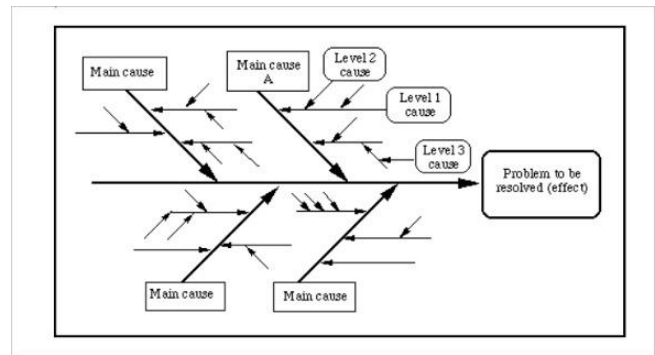 Main cause
Main cause
A
Level 2
cause
Level 1
cause
Level 3
cause
Problem to be
resolved (effect)
Main cause
Main cause